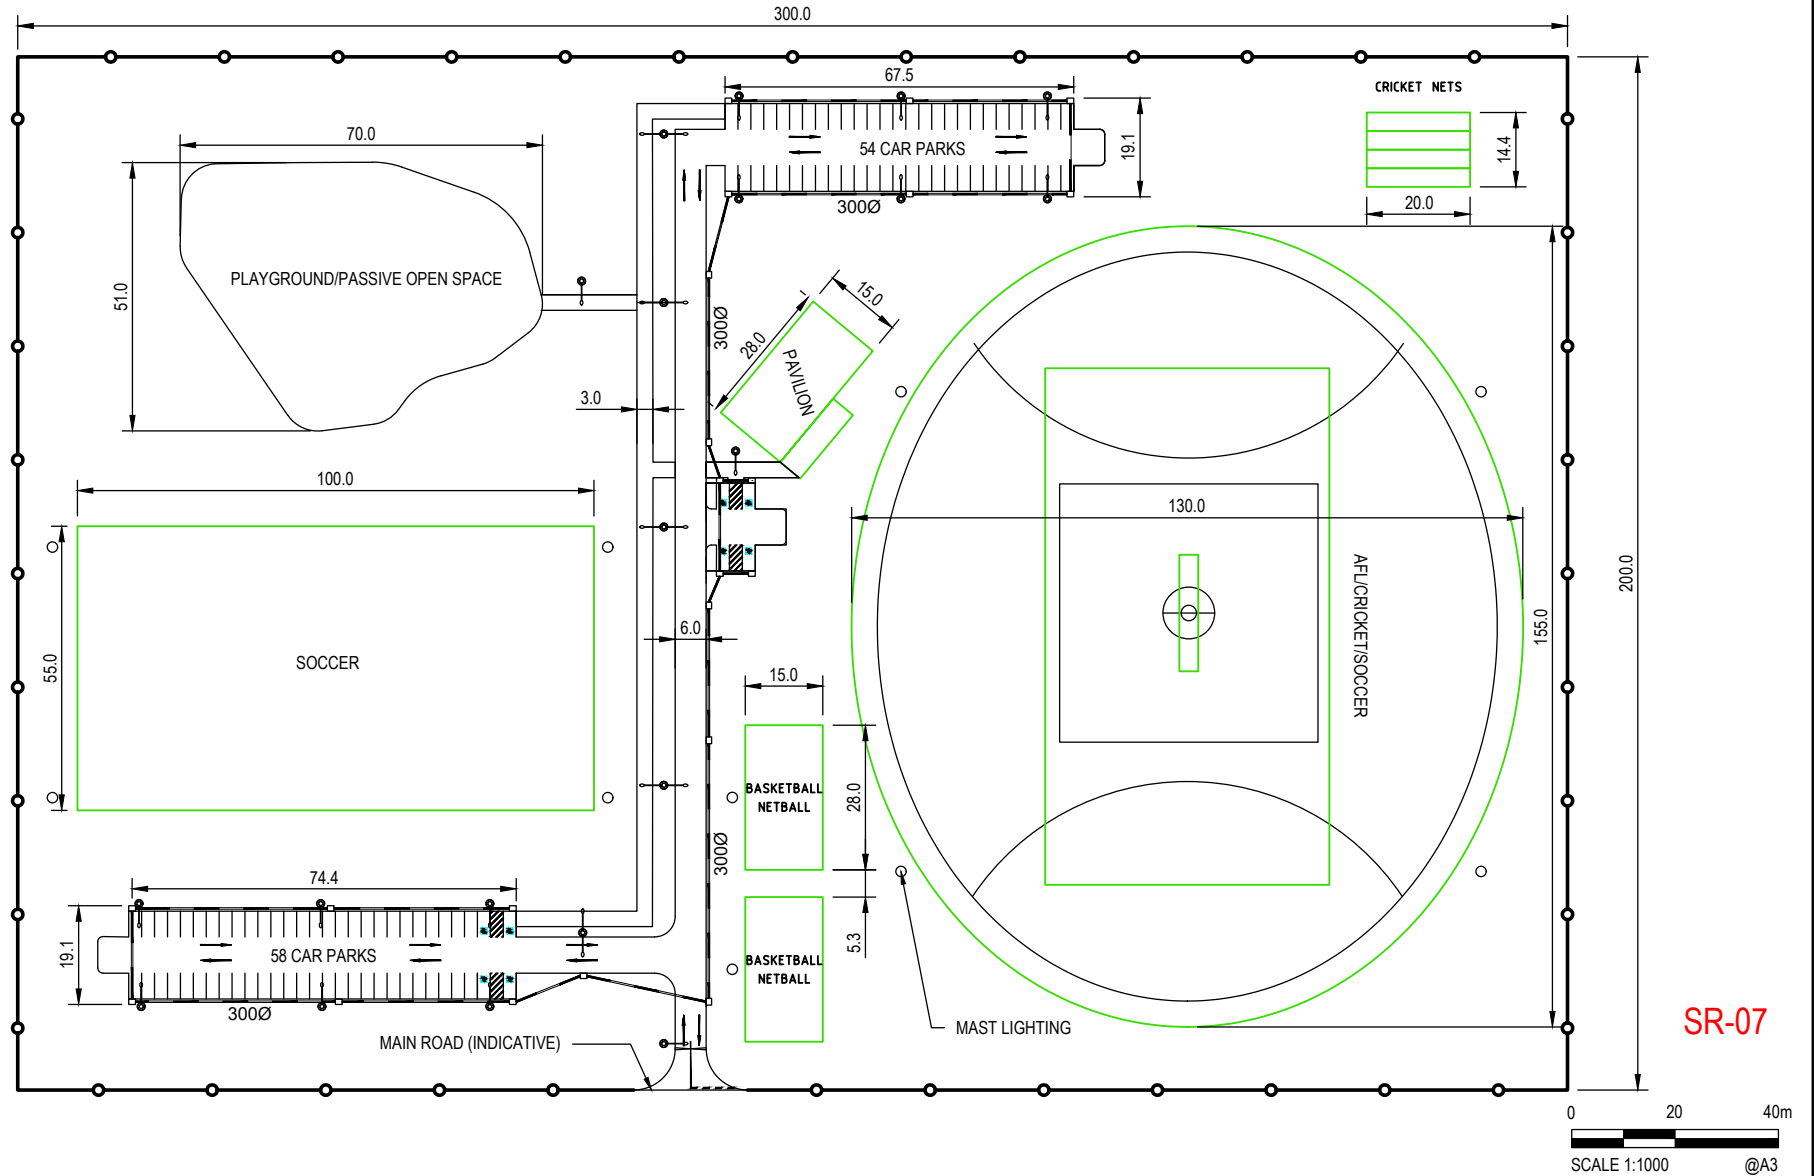 300.0
67.5
CRICKET NETS
70.0
54 CAR PARKS
19.1
14.4
300Ø
20.0
PLAYGROUND/PASSIVE OPEN SPACE
51.0
15.0
28.0
300Ø
PAVILION
3.0
100.0
130.0
AFL/CRICKET/SOCCER
200.0
155.0
6.0
SOCCER
55.0
15.0
BASKETBALL
NETBALL
28.0
300Ø
74.4
19.1
58 CAR PARKS
5.3
BASKETBALL
NETBALL
300Ø
MAST LIGHTING
MAIN ROAD (INDICATIVE)
SR-07
0 20 40m
SCALE 1:1000 @A3